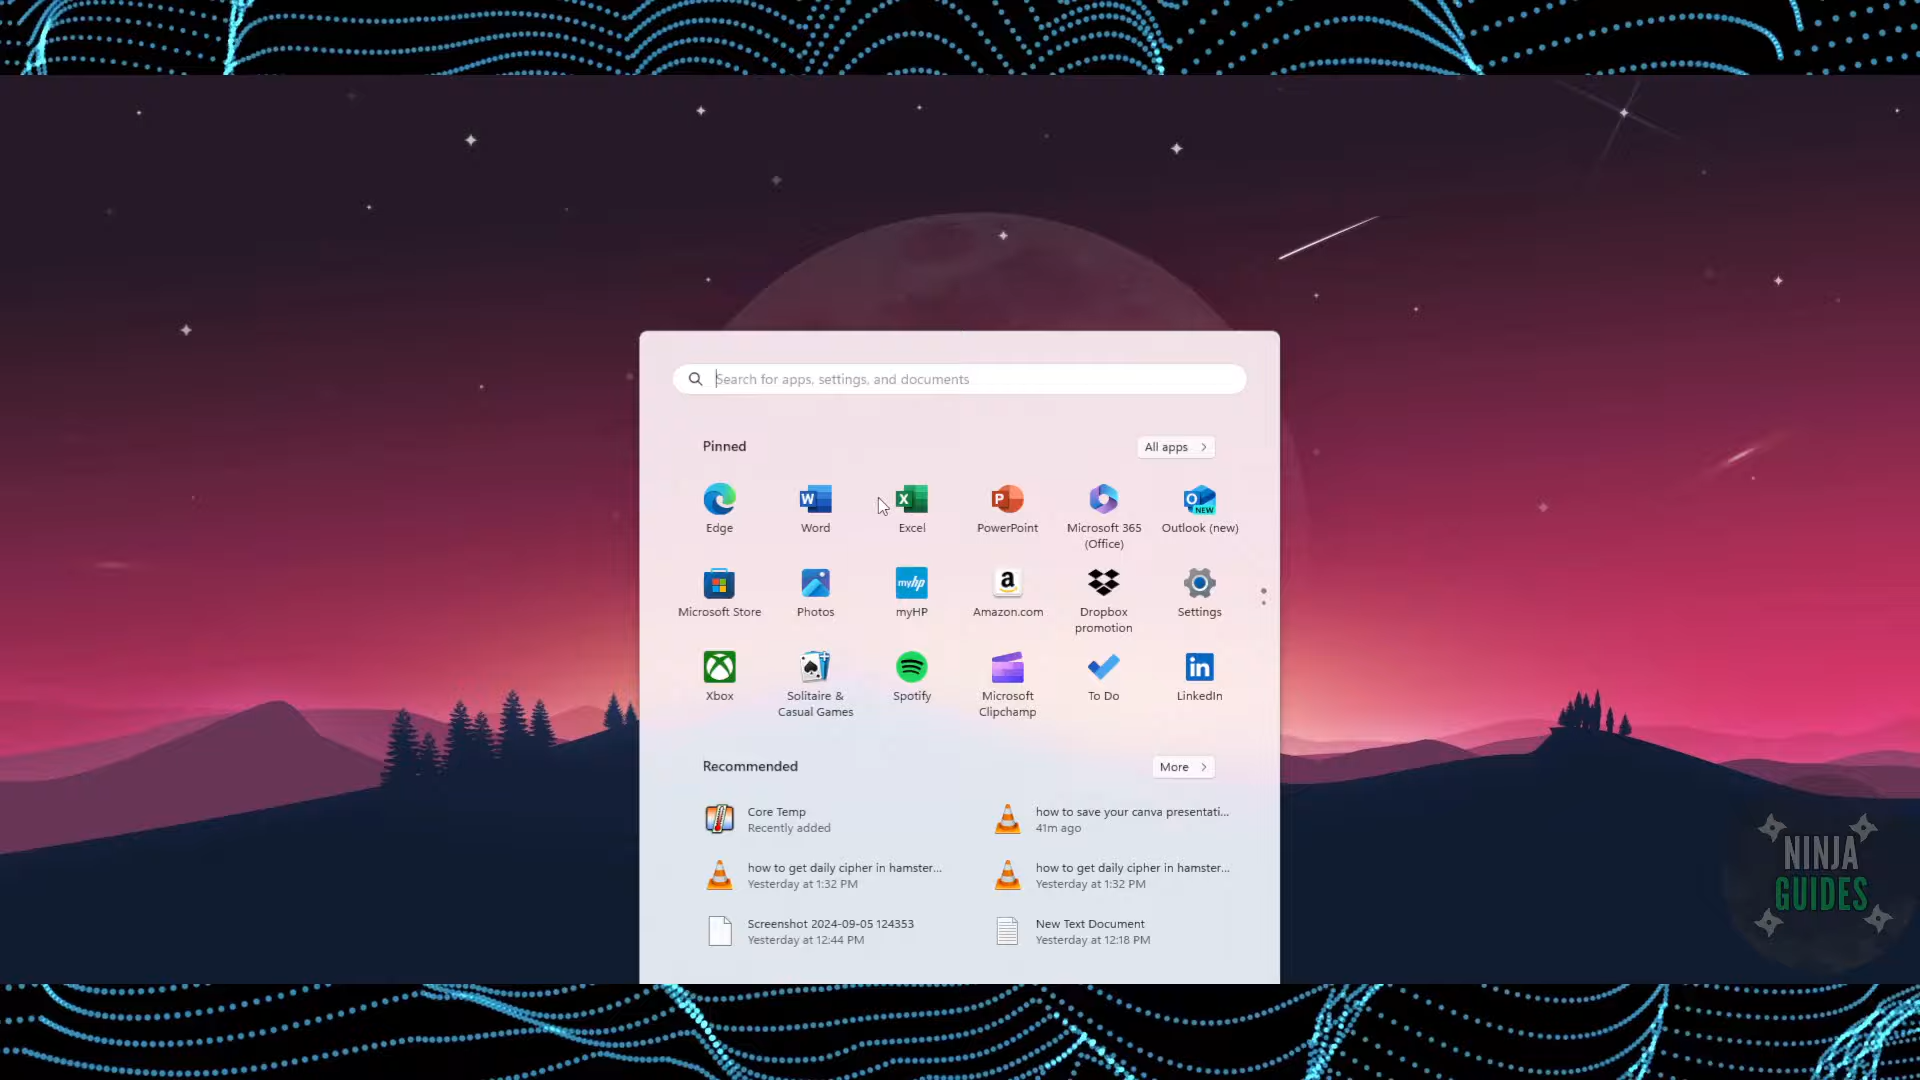 Search for apps, settings, and documents
Pinned
All apps
Edge
Word
Excel
PowerPoint
Microsoft 365
(Office)
Outlook (new)
Microsoft Store
Photos
myHP
Amazon.com
Dropbox
promotion
Settings
Xbox
Solitaire &
Casual Games
Spotify
Microsoft
Clipchamp
To Do
LinkedIn
Recommended
More
Core Temp
Recently added
how to save your canva presentati...
41m ago
how to get daily cipher in hamster...
Yesterday at 1:32 PM
how to get daily cipher in hamster...
Yesterday at 1:32 PM
Screenshot 2024-09-05 124353
Yesterday at 12:44 PM
New Text Document
Yesterday at 12:18 PM
NINJA
GUIDES